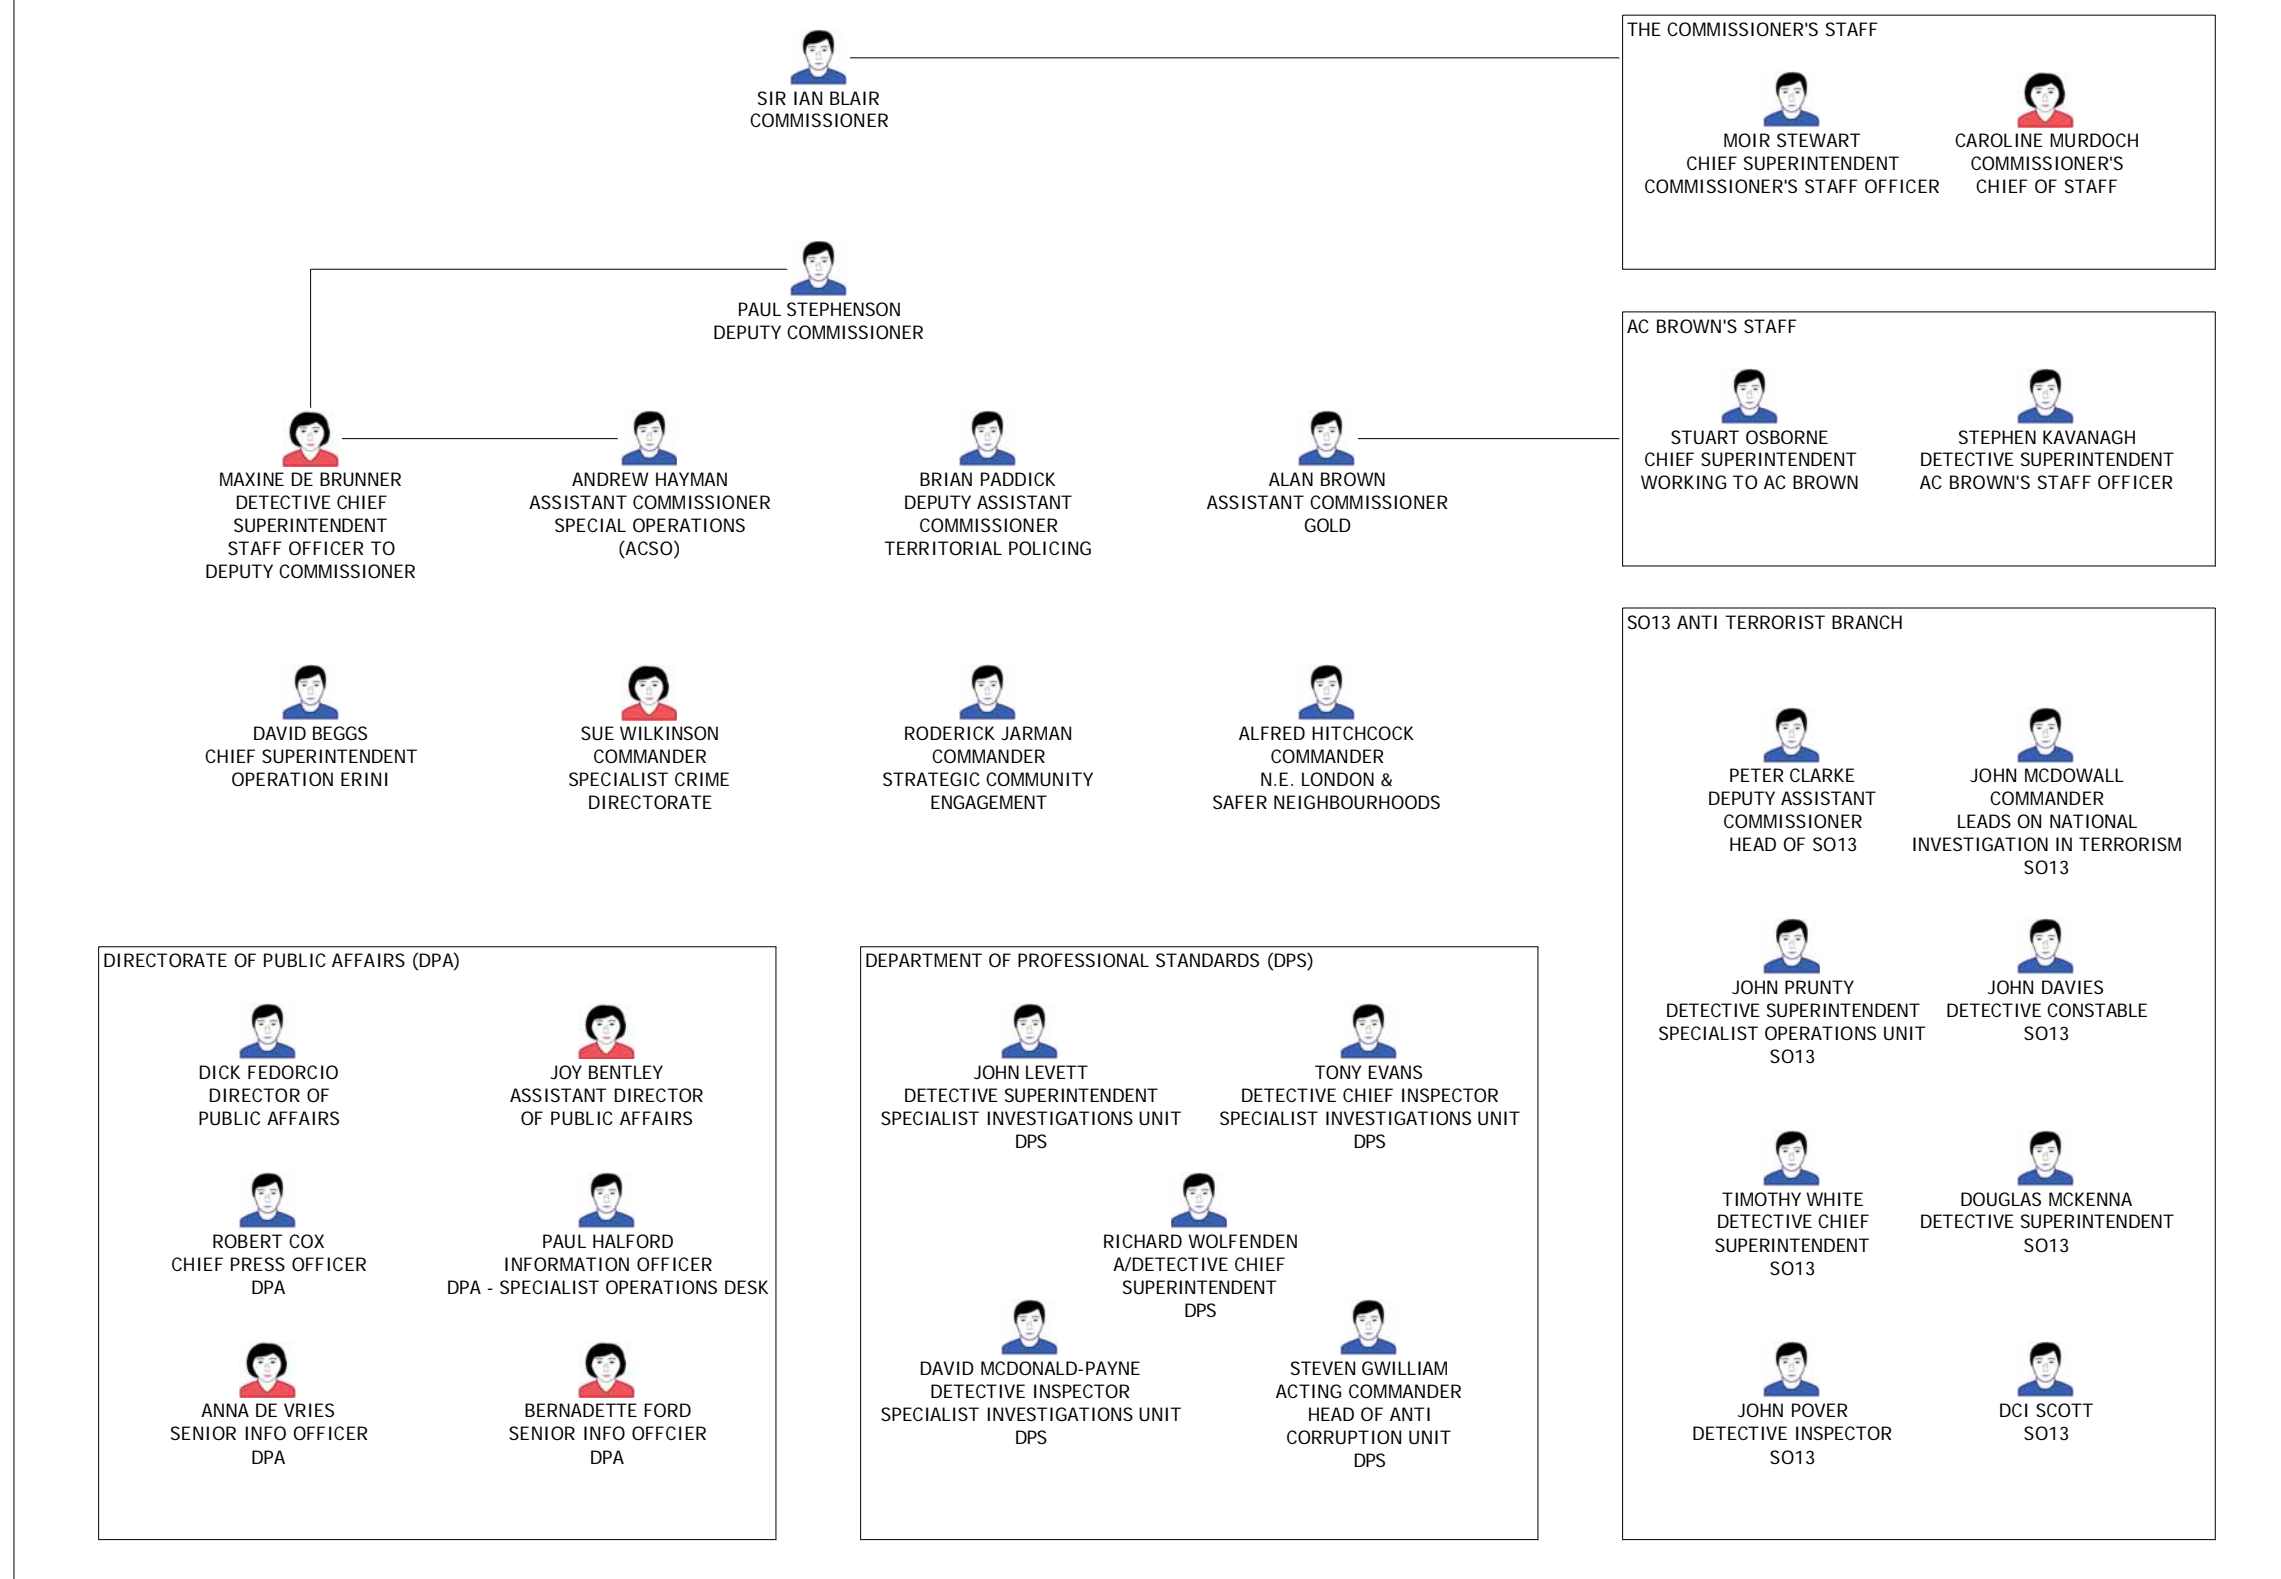 THE COMMISSIONER'S STAFF
SIR IAN BLAIR
COMMISSIONER
MOIR STEWART
CHIEF SUPERINTENDENT
COMMISSIONER'S STAFF OFFICER
CAROLINE MURDOCH
COMMISSIONER'S
CHIEF OF STAFF
PAUL STEPHENSON
DEPUTY COMMISSIONER
AC BROWN'S STAFF
STUART OSBORNE
CHIEF SUPERINTENDENT
WORKING TO AC BROWN
STEPHEN KAVANAGH
DETECTIVE SUPERINTENDENT
AC BROWN'S STAFF OFFICER
MAXINE DE BRUNNER
DETECTIVE CHIEF
SUPERINTENDENT
STAFF OFFICER TO
DEPUTY COMMISSIONER
ANDREW HAYMAN
ASSISTANT COMMISSIONER
SPECIAL OPERATIONS
(ACSO)
BRIAN PADDICK
DEPUTY ASSISTANT
COMMISSIONER
TERRITORIAL POLICING
ALAN BROWN
ASSISTANT COMMISSIONER
GOLD
DAVID BEGGS
CHIEF SUPERINTENDENT
OPERATION ERINI
SUE WILKINSON
COMMANDER
SPECIALIST CRIME
DIRECTORATE
RODERICK JARMAN
COMMANDER
STRATEGIC COMMUNITY
ENGAGEMENT
ALFRED HITCHCOCK
COMMANDER
N.E. LONDON &
SAFER NEIGHBOURHOODS
SO13 ANTI TERRORIST BRANCH
PETER CLARKE
DEPUTY ASSISTANT
COMMISSIONER
HEAD OF SO13
JOHN MCDOWALL
COMMANDER
LEADS ON NATIONAL
INVESTIGATION IN TERRORISM
SO13
JOHN PRUNTY
DETECTIVE SUPERINTENDENT
SPECIALIST OPERATIONS UNIT
SO13
JOHN DAVIES
DETECTIVE CONSTABLE
SO13
TIMOTHY WHITE
DETECTIVE CHIEF
SUPERINTENDENT
SO13
DOUGLAS MCKENNA
DETECTIVE SUPERINTENDENT
SO13
JOHN POVER
DETECTIVE INSPECTOR
SO13
DCI SCOTT
SO13
DIRECTORATE OF PUBLIC AFFAIRS (DPA)
DICK FEDORCIO
DIRECTOR OF
PUBLIC AFFAIRS
JOY BENTLEY
ASSISTANT DIRECTOR
OF PUBLIC AFFAIRS
ROBERT COX
CHIEF PRESS OFFICER
DPA
PAUL HALFORD
INFORMATION OFFICER
DPA - SPECIALIST OPERATIONS DESK
ANNA DE VRIES
SENIOR INFO OFFICER
DPA
BERNADETTE FORD
SENIOR INFO OFFCIER
DPA
DEPARTMENT OF PROFESSIONAL STANDARDS (DPS)
JOHN LEVETT
DETECTIVE SUPERINTENDENT
SPECIALIST INVESTIGATIONS UNIT
DPS
TONY EVANS
DETECTIVE CHIEF INSPECTOR
SPECIALIST INVESTIGATIONS UNIT
DPS
RICHARD WOLFENDEN
A/DETECTIVE CHIEF
SUPERINTENDENT
DPS
DAVID MCDONALD-PAYNE
DETECTIVE INSPECTOR
SPECIALIST INVESTIGATIONS UNIT
DPS
STEVEN GWILLIAM
ACTING COMMANDER
HEAD OF ANTI
CORRUPTION UNIT
DPS